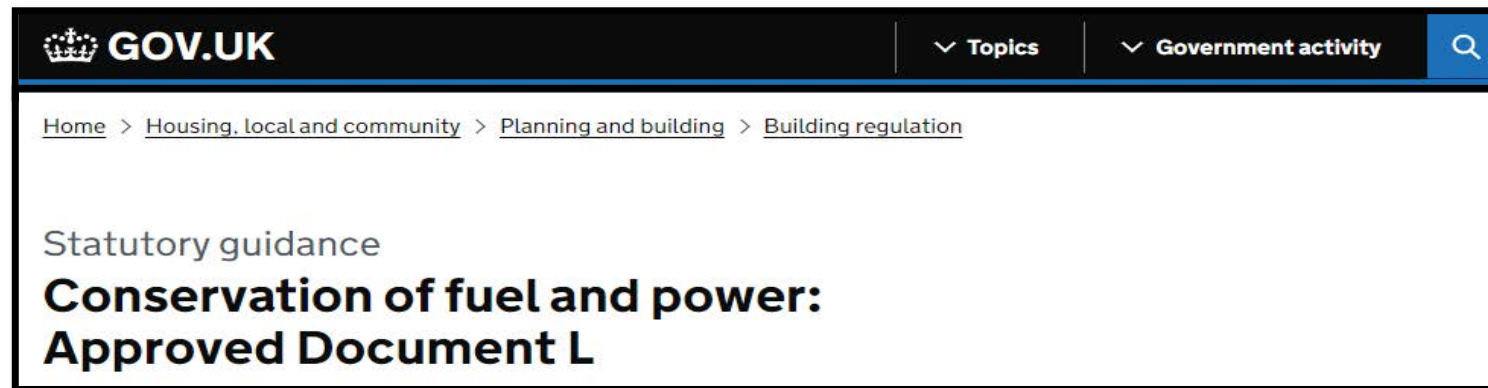 GOV.UK Topics Government activity
Home > Housing, local and community > Planning and building > Building regulation
Statutory guidance
Conservation of fuel and power:
Approved Document L